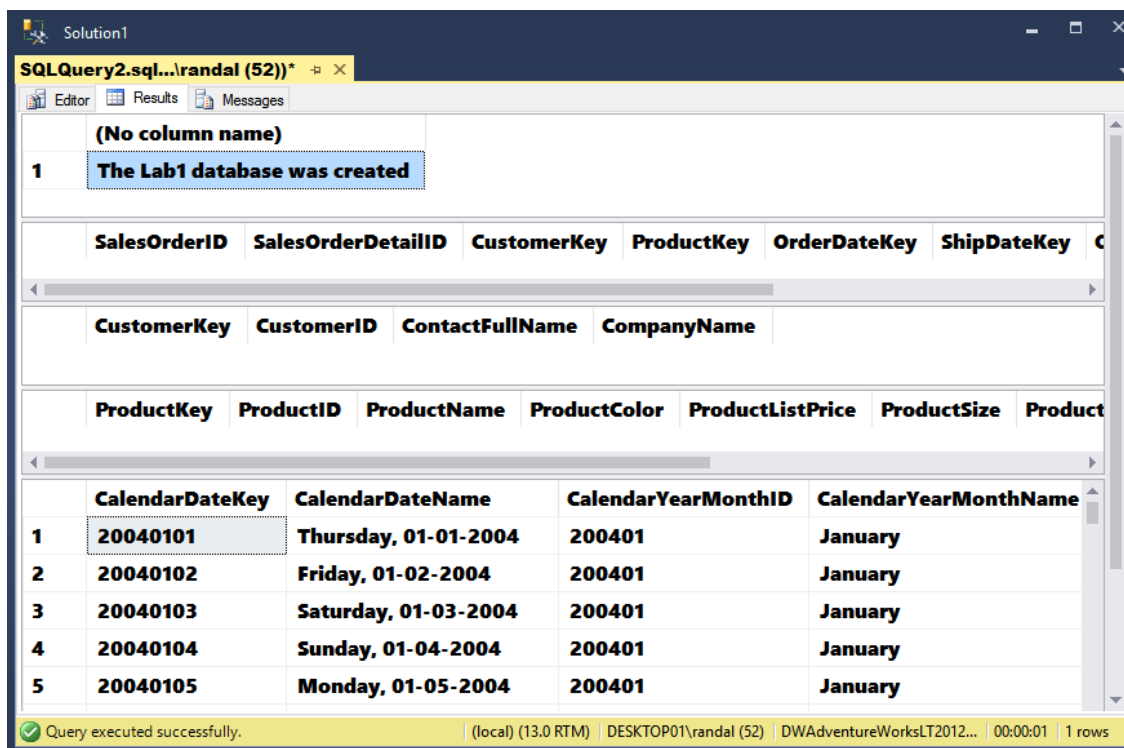 Solution1
SQLQuery2.sql...\randal (52))*
Editor Results Messages
(No column name)
1 The Lab1 database was created
SalesOrderID SalesOrderDetailID CustomerKey ProductKey OrderDateKey ShipDateKey
CustomerKey CustomerID ContactFullName CompanyName
ProductKey ProductID ProductName ProductColor ProductListPrice ProductSize Product
CalendarDateKey CalendarDateName CalendarYearMonthID CalendarYearMonthName
1 20040101 Thursday, 01-01-2004 200401 January
2 20040102 Friday, 01-02-2004 200401 January
3 20040103 Saturday, 01-03-2004 200401 January
4 20040104 Sunday, 01-04-2004 200401 January
5 20040105 Monday, 01-05-2004 200401 January
Query executed successfully. (local) (13.0 RTM) DESKTOP01\randal (52) DWAdventureWorksLT2012... 00:00:01 1 rows